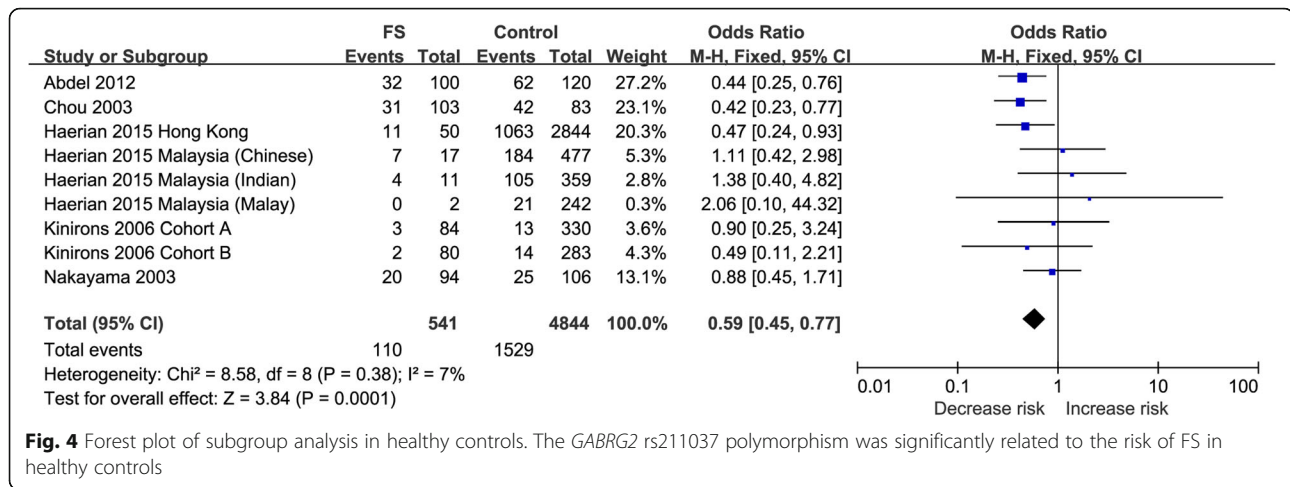 FS Control Odds Ratio Odds Ratio
Study or Subgroup Events Total Events Total Weight M-H, Fixed, 95% CI M-H, Fixed, 95% CI
Abdel 2012 32 100 62 120 27.2% 0.44 [0.25, 0.76]
Chou 2003 31 103 42 83 23.1% 0.42 [0.23, 0.77]
Haerian 2015 Hong Kong 11 50 1063 2844 20.3% 0.47 [0.24, 0.93]
Haerian 2015 Malaysia (Chinese) 7 17 184 477 5.3% 1.11 [0.42, 2.98]
Haerian 2015 Malaysia (Indian) 4 11 105 359 2.8% 1.38 [0.40, 4.82]
Haerian 2015 Malaysia (Malay) 0 2 21 242 0.3% 2.06 [0.10, 44.32]
Kinirons 2006 Cohort A 3 84 13 330 3.6% 0.90 [0.25, 3.24]
Kinirons 2006 Cohort B 2 80 14 283 4.3% 0.49 [0.11, 2.21]
Nakayama 2003 20 94 25 106 13.1% 0.88 [0.45, 1.71]
Total (95% CI) 541 4844 100.0% 0.59 [0.45, 0.77]
Total events 110 1529
Heterogeneity: Chi² = 8.58, df = 8 (P = 0.38); I² = 7%
Test for overall effect: Z = 3.84 (P = 0.0001)
0.01 0.1 1 10 100
Decrease risk Increase risk
Fig. 4 Forest plot of subgroup analysis in healthy controls. The GABRG2 rs211037 polymorphism was significantly related to the risk of FS in
healthy controls